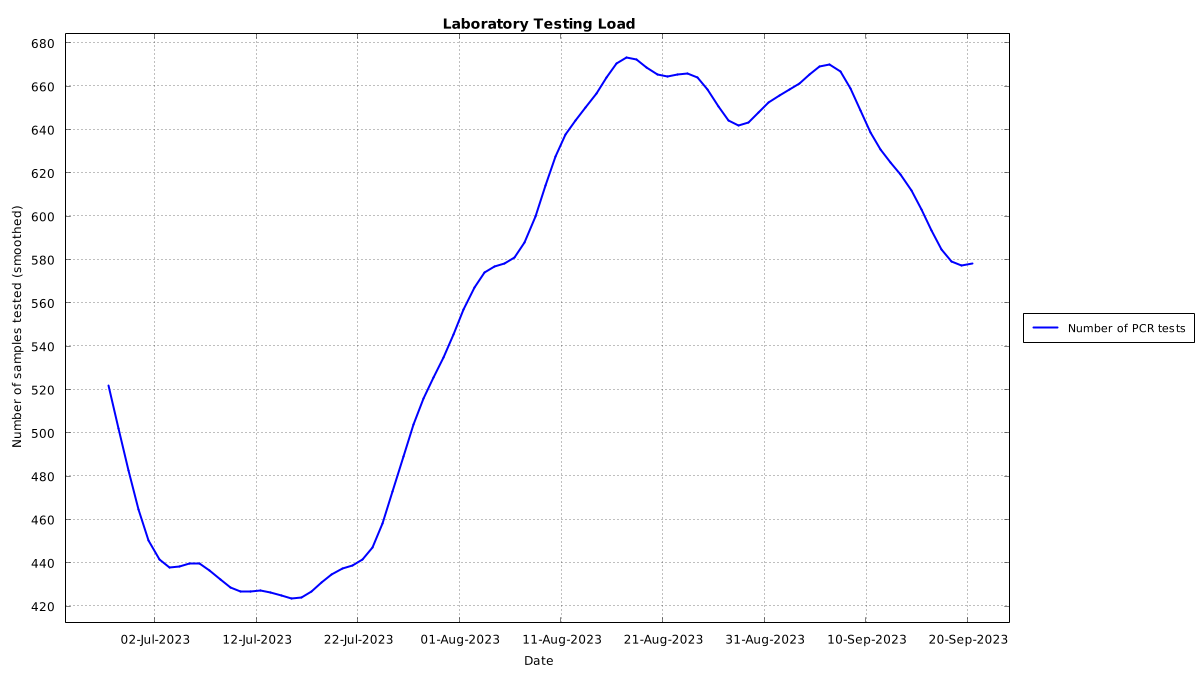 Laboratory Testing Load
Number of samples tested (smoothed)
680
660
640
620
600
580
560
540
520
500
480
460
440
420
02-Jul-2023 12-Jul-2023 22-Jul-2023 01-Aug-2023 11-Aug-2023 21-Aug-2023 31-Aug-2023 10-Sep-2023 20-Sep-2023
Date
Number of PCR tests